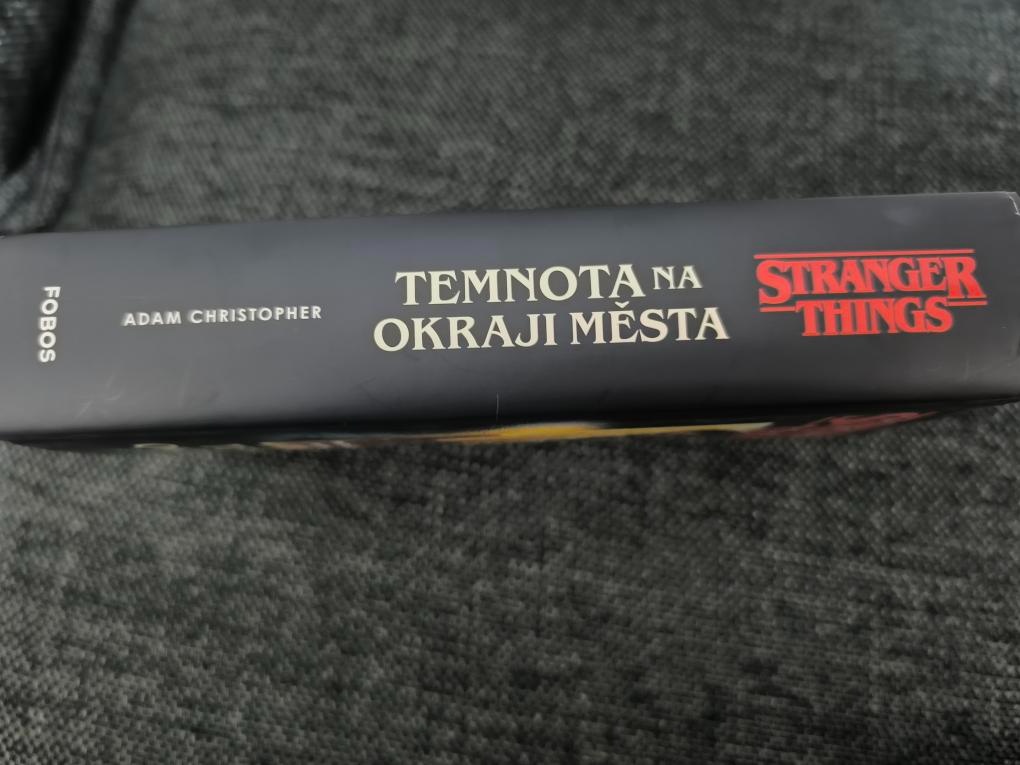 FOBOS
ADAM CHRISTOPHER
TEMNOTA NA
OKRAJI MĚSTA
STRANGER
THINGS